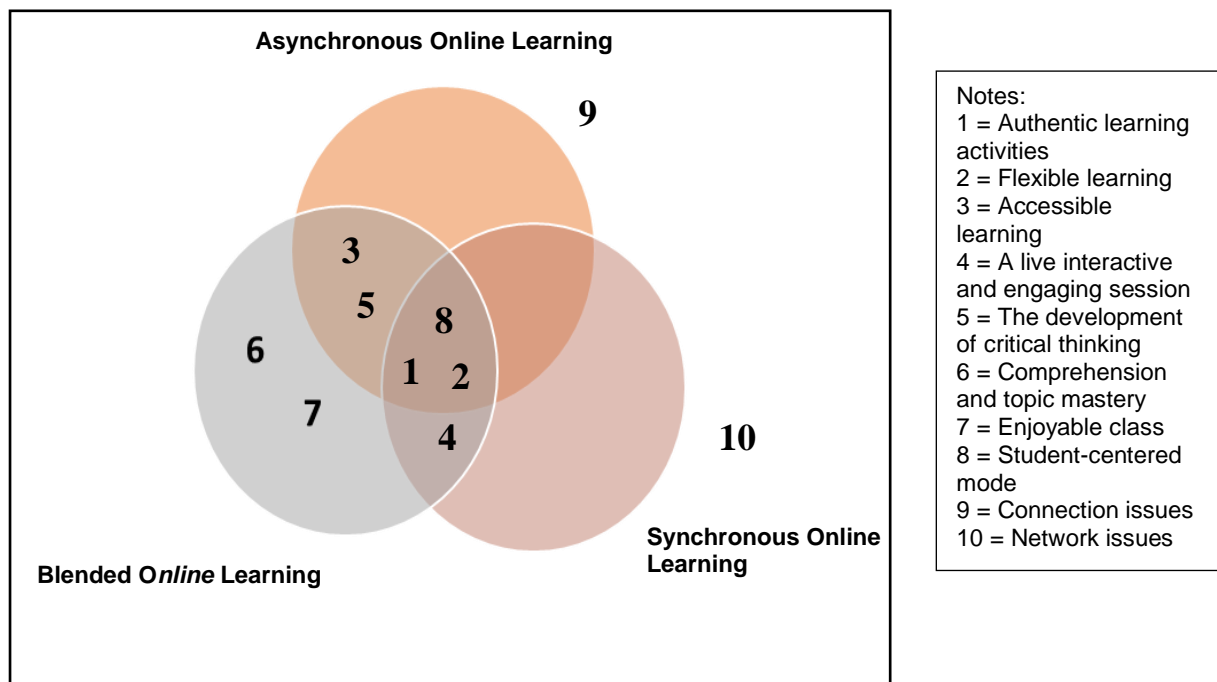 Asynchronous Online Learning
9
3
5
8
6
1
2
7
4
10
Synchronous Online
Learning
Blended Online Learning
Notes:
1 = Authentic learning
activities
2 = Flexible learning
3 = Accessible
learning
4 = A live interactive
and engaging session
5 = The development
of critical thinking
6 = Comprehension
and topic mastery
7 = Enjoyable class
8 = Student-centered
mode
9 = Connection issues
10 = Network issues